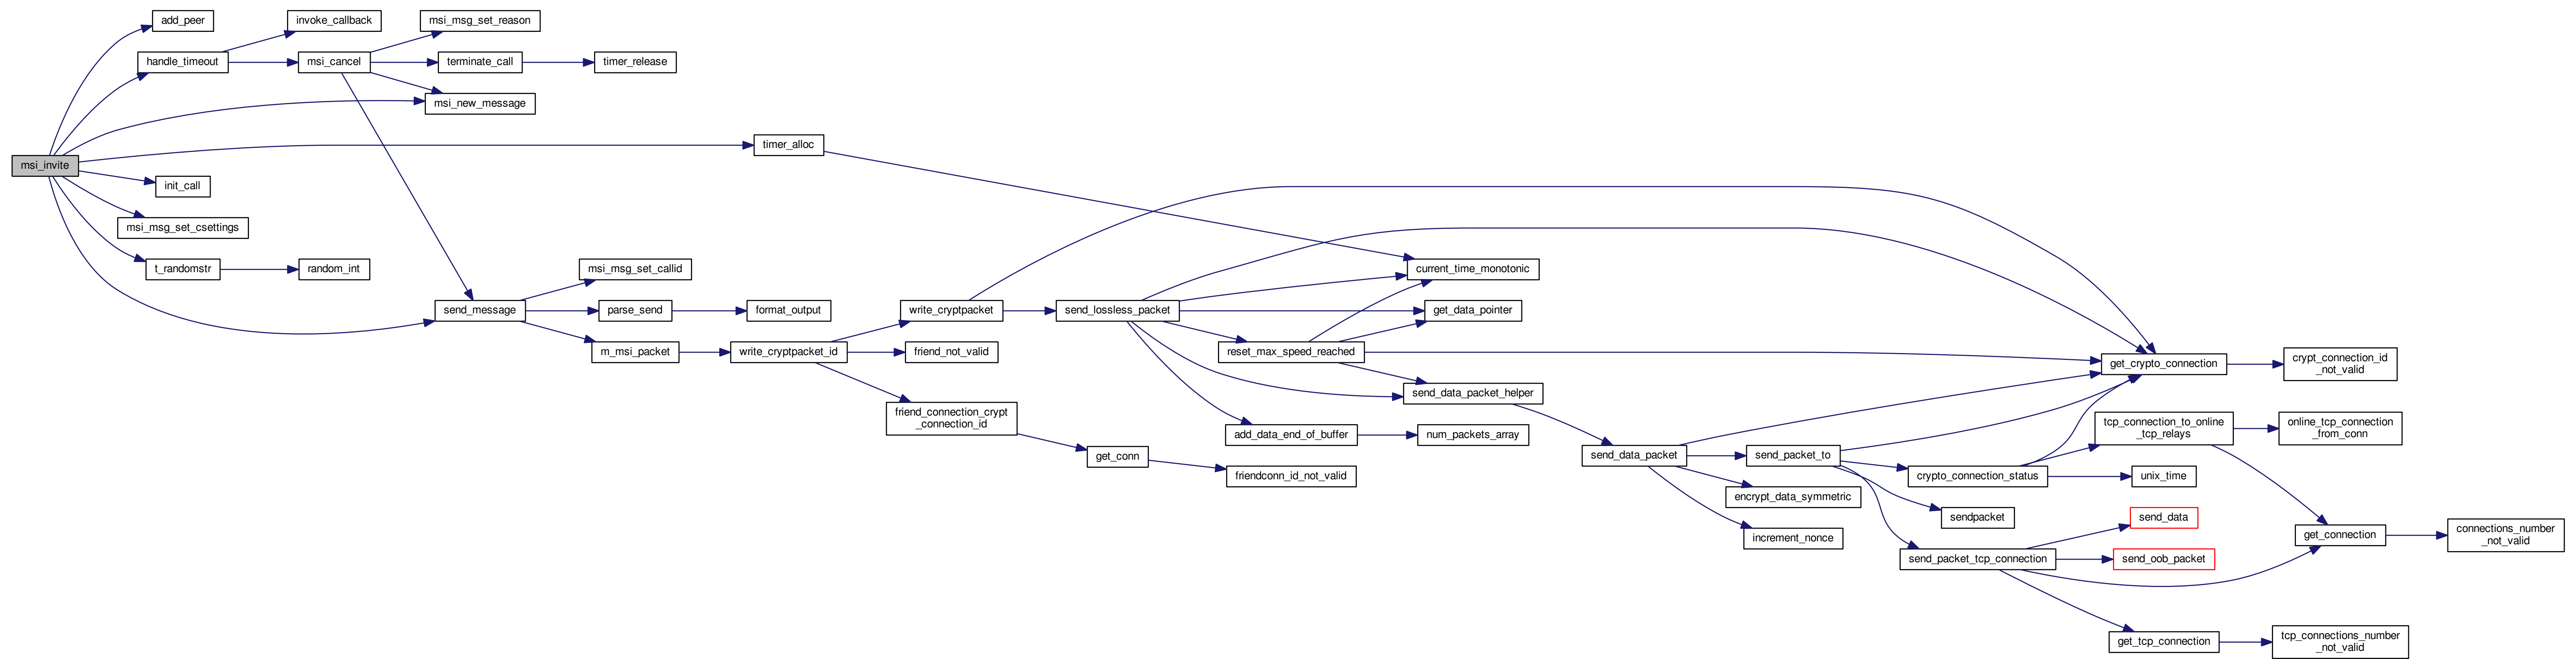 add_peer
invoke_callback
msi_msg_set_reason
handle_timeout
msi_cancel
terminate_call
timer_release
msi_new_message
timer_alloc
msi_invite
init_call
msi_msg_set_csettings
t_randomstr
random_int
msi_msg_set_callid
current_time_monotonic
send_message
parse_send
format_output
write_cryptpacket
send_lossless_packet
get_data_pointer
m_msi_packet
write_cryptpacket_id
friend_not_valid
reset_max_speed_reached
get_crypto_connection
crypt_connection_id
_not_valid
send_data_packet_helper
friend_connection_crypt
_connection_id
add_data_end_of_buffer
num_packets_array
tcp_connection_to_online
_tcp_relays
online_tcp_connection
_from_conn
get_conn
send_data_packet
send_packet_to
friendconn_id_not_valid
crypto_connection_status
unix_time
encrypt_data_symmetric
sendpacket
send_data
increment_nonce
get_connection
connections_number
_not_valid
send_packet_tcp_connection
send_oob_packet
get_tcp_connection
tcp_connections_number
_not_valid